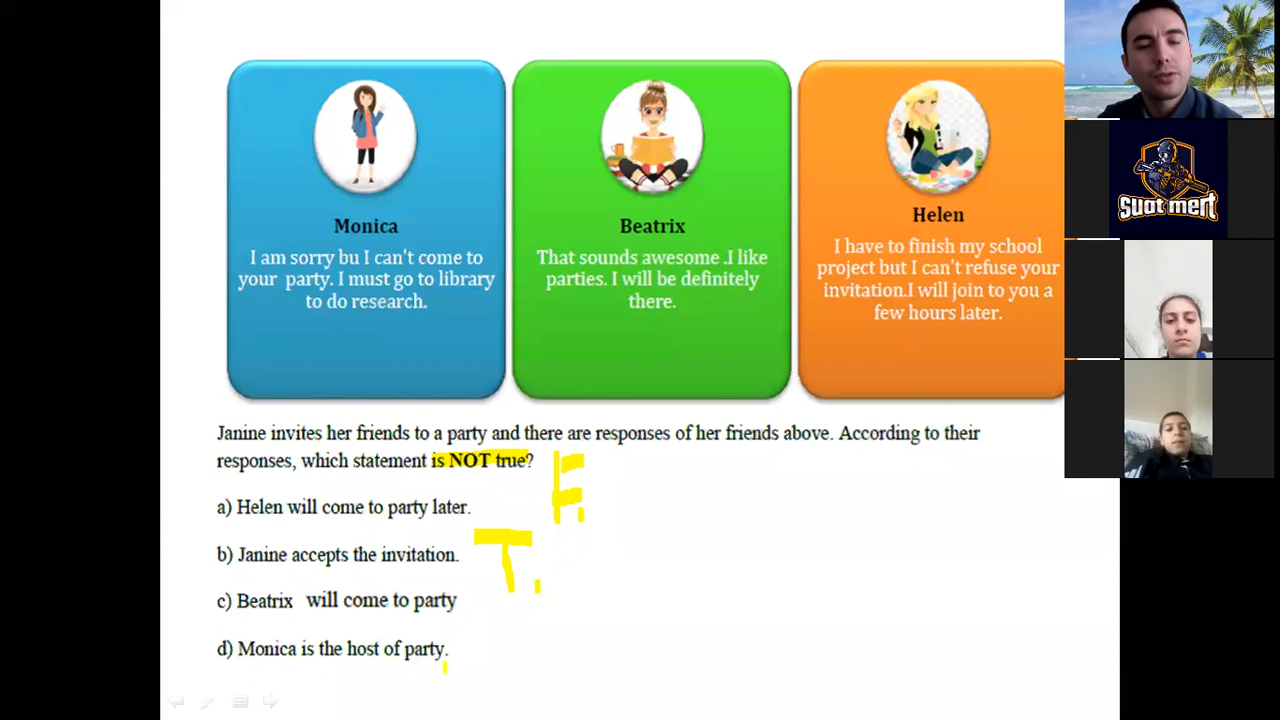 Monica
I am sorry bu I can't come to
your party. I must go to library
to do research.
Beatrix
That sounds awesome .I like
parties. I will be definitely
there.
Helen
I have to finish my school
project but I can't refuse your
invitation.I will join to you a
few hours later.
SUOT MERT
Janine invites her friends to a party and there are responses of her friends above. According to their
responses, which statement is NOT true?
F.
a) Helen will come to party later.
T.
b) Janine accepts the invitation.
c) Beatrix will come to party
d) Monica is the host of party.